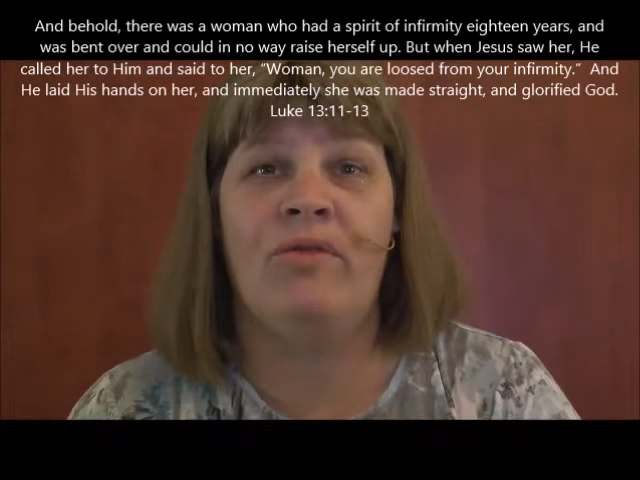 And behold, there was a woman who had a spirit of infirmity eighteen years, and
was bent over and could in no way raise herself up. But when Jesus saw her, He
called her to Him and said to her, “Woman, you are loosed from your infirmity.”  And
He laid His hands on her, and immediately she was made straight, and glorified God.
Luke 13:11-13